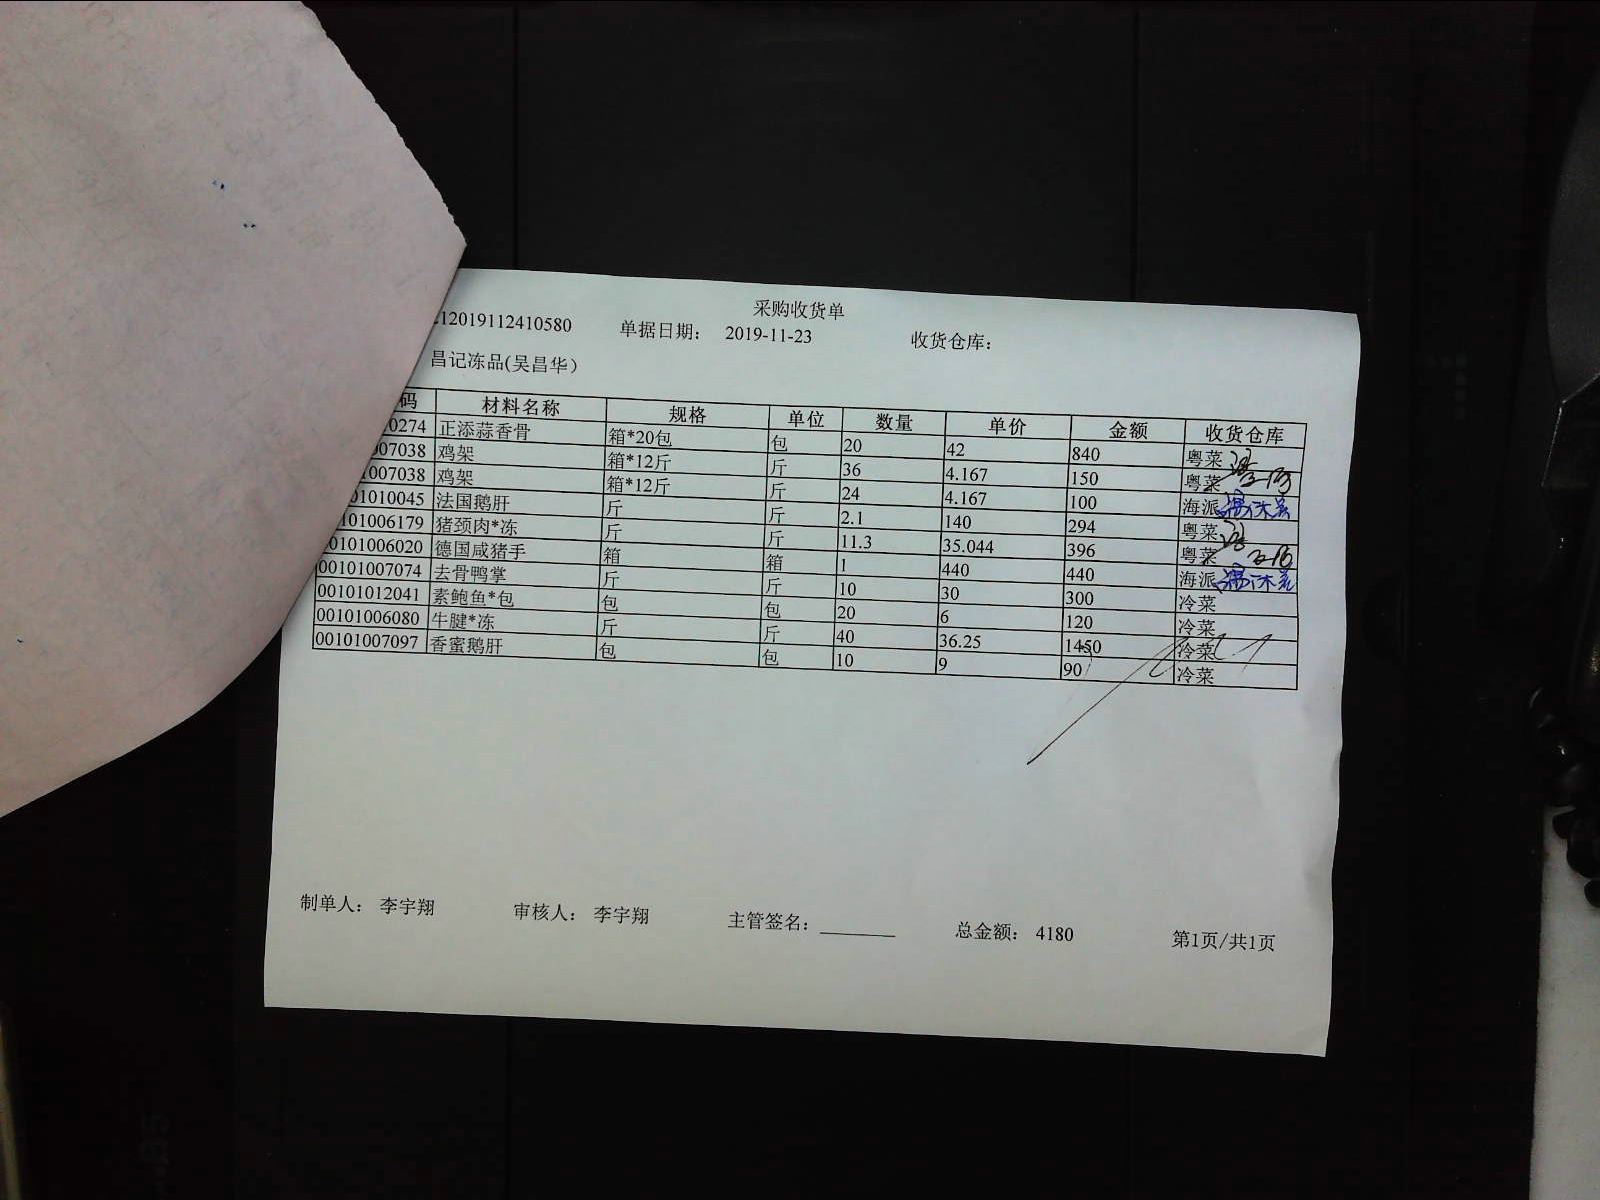 采购收货单
12019112410580 单据日期: 2019-11-23 收货仓库:
昌记冻品(吴昌华)
码 材料名称 规格 单位 数量 单价 金额 收货仓库
0274 正添蒜香骨 箱*20包 包 20 42 840 粤菜
007038 鸡架 箱*12斤 斤 36 4.167 150 粤菜
1007038 鸡架 箱*12斤 斤 24 4.167 100 海派
01010045 法国鹅肝 斤 斤 2.1 140 294 粤菜
101006179 猪颈肉*冻 斤 斤 11.3 35.044 396 粤菜
0101006020 德国咸猪手 箱 箱 1 440 440 海派
00101007074 去骨鸭掌 斤 斤 10 30 300 冷菜
00101012041 素鲍鱼*包 包 包 20 6 120 冷菜
00101006080 牛腱*冻 斤 斤 40 36.25 1450 冷菜
00101007097 香蜜鹅肝 包 包 10 9 90 冷菜
制单人: 李宇翔 审核人: 李宇翔 主管签名: 总金额: 4180 第1页/共1页